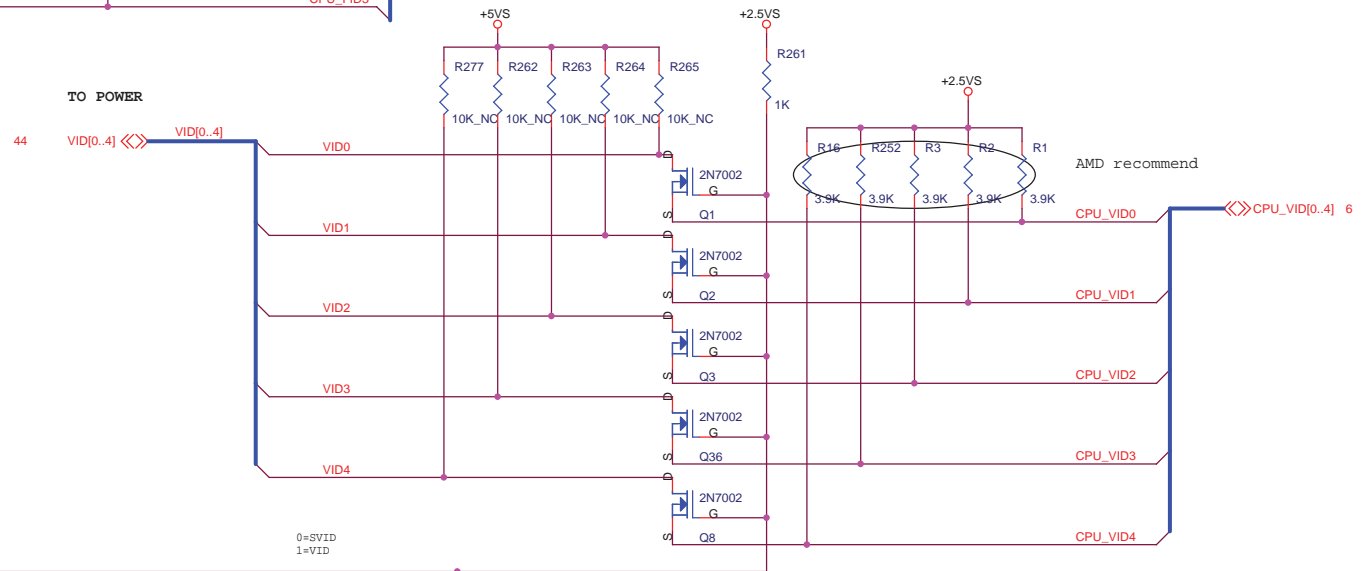 +5VS
+2.5VS
R277 R262 R263 R264 R265
R261
+2.5VS
TO POWER
10K_NC 10K_NC 10K_NC 10K_NC 10K_NC
1K
44 VID[0..4] VID[0..4]
VID0
D
R16 R252 R3 R2 R1
AMD recommend
2N7002
G
3.9K 3.9K 3.9K 3.9K 3.9K
S
Q1
CPU_VID0
CPU_VID[0..4] 6
VID1
D
2N7002
G
S
Q2
CPU_VID1
VID2
D
2N7002
G
S
Q3
CPU_VID2
VID3
D
2N7002
G
S
Q36
CPU_VID3
VID4
D
2N7002
G
S
Q8
CPU_VID4
0=SVID
1=VID